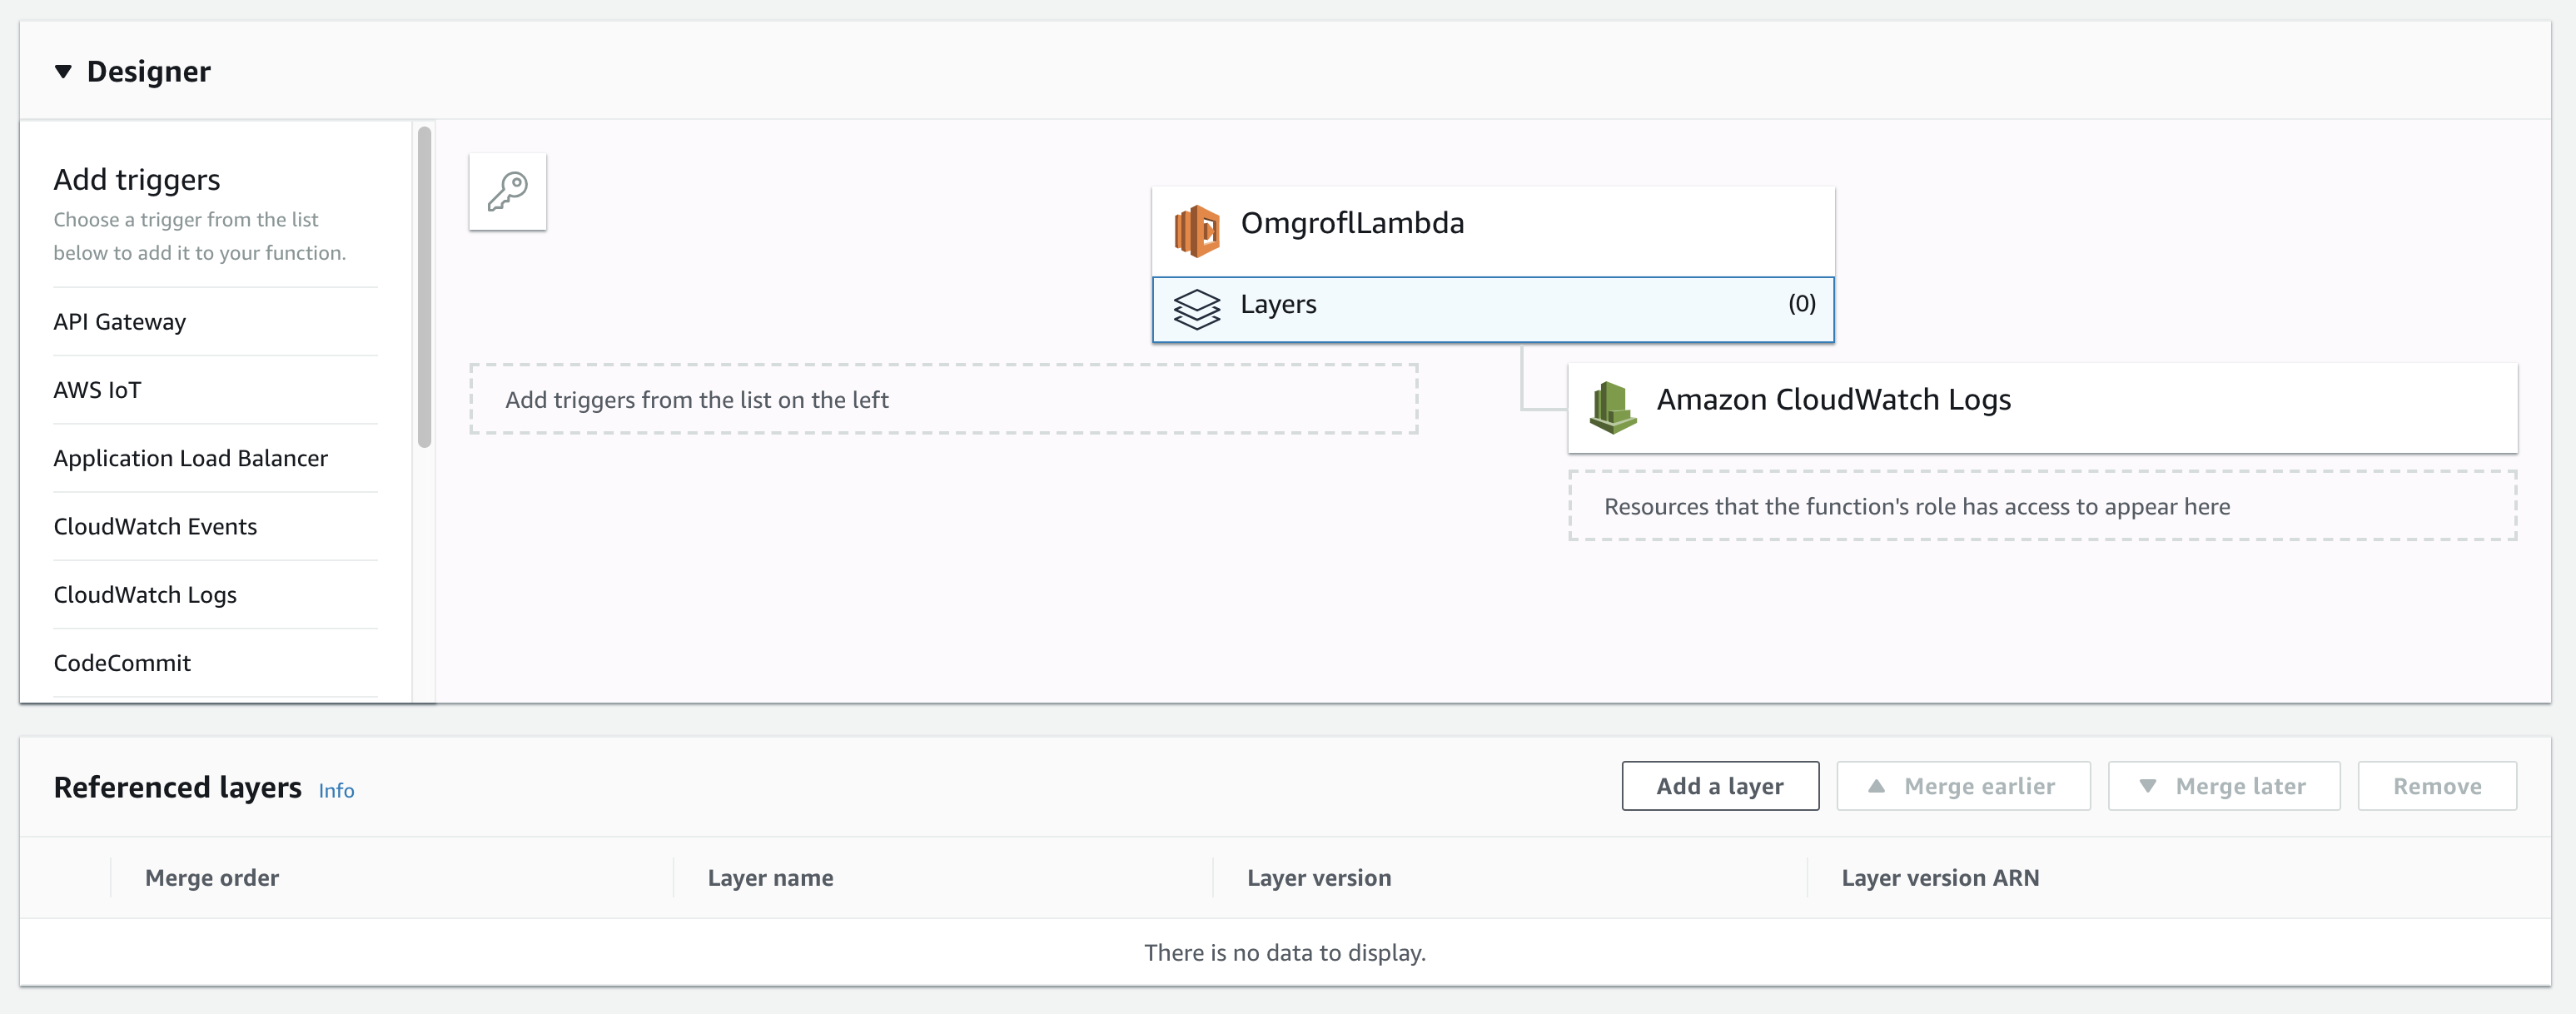 Designer
Add triggers
Choose a trigger from the list
below to add it to your function.
API Gateway
AWS IoT
Application Load Balancer
CloudWatch Events
CloudWatch Logs
CodeCommit
OmgroflLambda
Layers (0)
Add triggers from the list on the left
Amazon CloudWatch Logs
Resources that the function's role has access to appear here
Referenced layers Info
Add a layer
Merge earlier
Merge later
Remove
Merge order Layer name Layer version Layer version ARN
There is no data to display.